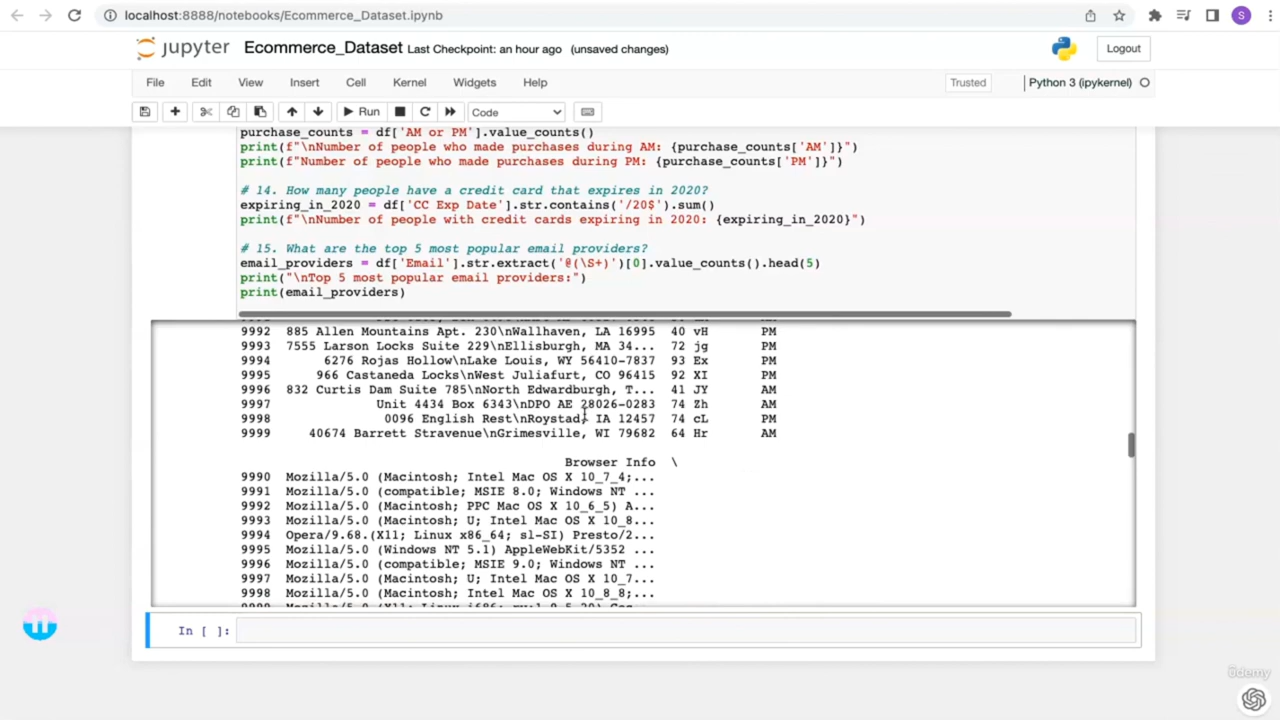 localhost:8888/notebooks/Ecommerce_Dataset.ipynb
S
jupyter Ecommerce_Dataset Last Checkpoint: an hour ago (unsaved changes)
Logout
File Edit View Insert Cell Kernel Widgets Help
Trusted
Python 3 (ipykernel)
Run
Code
purchase_counts = df['AM or PM'].value_counts()
print(f"\nNumber of people who made purchases during AM: {purchase_counts['AM']}")
print(f"Number of people who made purchases during PM: {purchase_counts['PM']}")
# 14. How many people have a credit card that expires in 2020?
expiring_in_2020 = df['CC Exp Date'].str.contains('/20$').sum()
print(f"\nNumber of people with credit cards expiring in 2020: {expiring_in_2020}")
# 15. What are the top 5 most popular email providers?
email_providers = df['Email'].str.extract('@(\S+)')[0].value_counts().head(5)
print("\nTop 5 most popular email providers:")
print(email_providers)
9992 885 Allen Mountains Apt. 230\nWallhaven, LA 16995 40 vH PM
9993 7555 Larson Locks Suite 229\nEllisburg, MA 34... 72 jg PM
9994 6276 Rojas Hollow\nLake Louis, WY 56410-7837 93 Ex PM
9995 966 Castaneda Locks\nWest Juliafurt, CO 96415 92 XI PM
9996 832 Curtis Dam Suite 785\nNorth Edwardburgh, T... 41 JY AM
9997 Unit 4434 Box 6343\nDPO AE 28026-0283 74 Zh AM
9998 0096 English Rest\nRoystad, IA 12457 74 cL PM
9999 40674 Barrett Stravenue\nGrimesville, WI 79682 64 Hr AM
Browser Info \
9990 Mozilla/5.0 (Macintosh; Intel Mac OS X 10_7_4;...
9991 Mozilla/5.0 (compatible; MSIE 8.0; Windows NT ...
9992 Mozilla/5.0 (Macintosh; PPC Mac OS X 10_6_5) A...
9993 Mozilla/5.0 (Macintosh; U; Intel Mac OS X 10_8...
9994 Opera/9.68.(X11; Linux x86_64; sl-SI) Presto/2...
9995 Mozilla/5.0 (Windows NT 5.1) AppleWebKit/5352 ...
9996 Mozilla/5.0 (compatible; MSIE 9.0; Windows NT ...
9997 Mozilla/5.0 (Macintosh; U; Intel Mac OS X 10_7...
9998 Mozilla/5.0 (Macintosh; Intel Mac OS X 10_8_8;...
In [ ]:
ûdemy